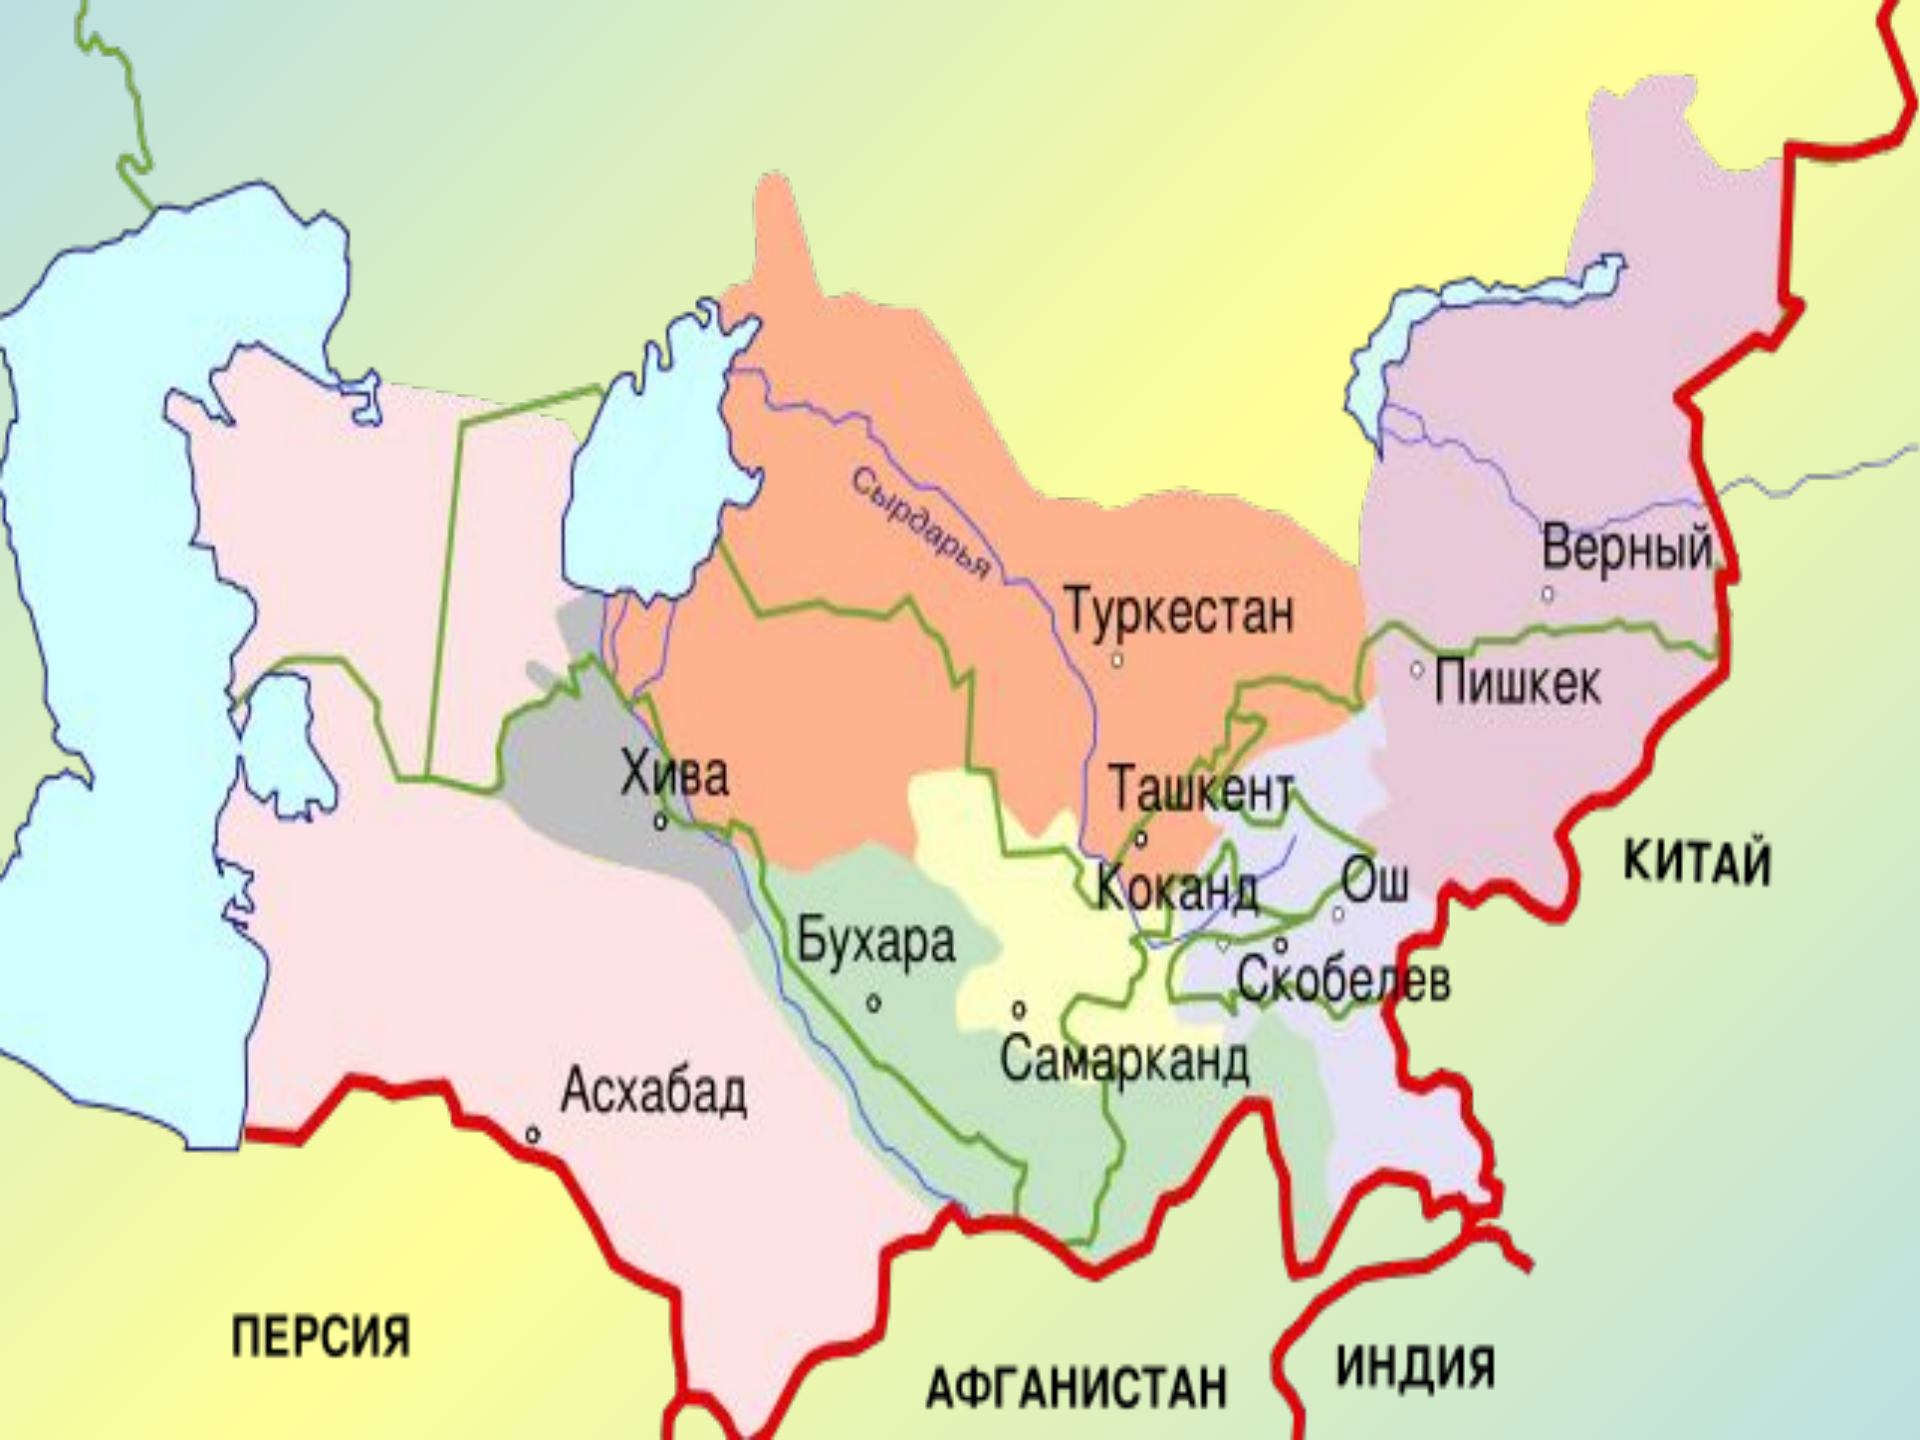 Сырдарья
Верный
Туркестан
Пишкек
Хива
Ташкент
КИТАЙ
Коканд
Ош
Бухара
Скобелев
Самарканд
Асхабад
ПЕРСИЯ
АФГАНИСТАН
ИНДИЯ